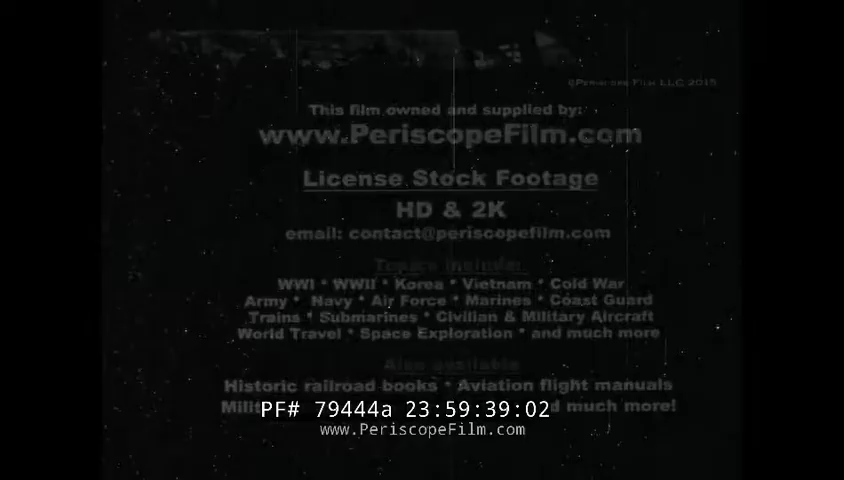 ©Periscope Film LLC 2015
This film owned and supplied by:
www.PeriscopeFilm.com
License Stock Footage
HD & 2K
email: contact@periscopefilm.com
Topics include:
WWI * WWII * Korea * Vietnam * Cold War
Army * Navy * Air Force * Marines * Coast Guard
Trains * Submarines * Civilian & Military Aircraft
World Travel * Space Exploration * and much more
Also available
Historic railroad books * Aviation flight manuals
d much more!
PF# 79444a 23:59:39:02
www.PeriscopeFilm.com